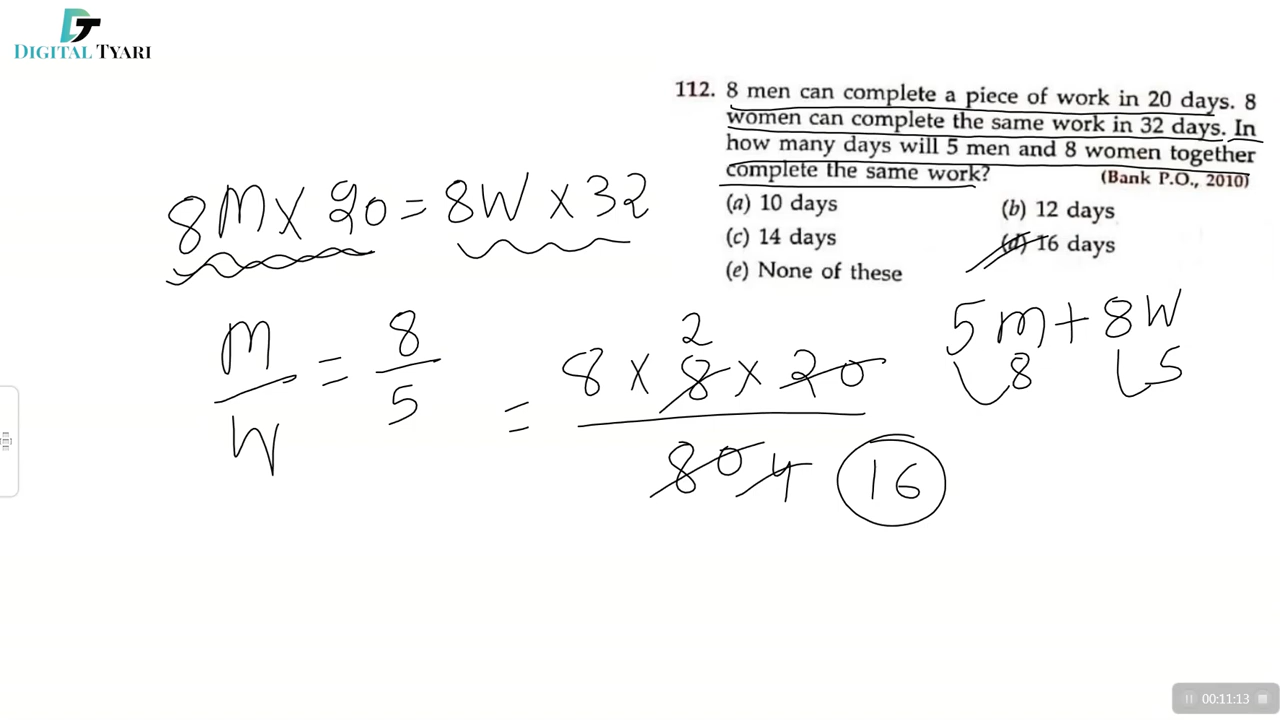 DIGITAL TYARI
112. 8 men can complete a piece of work in 20 days. 8
women can complete the same work in 32 days. In
how many days will 5 men and 8 women together
complete the same work? (Bank P.O., 2010)
(a) 10 days (b) 12 days
(c) 14 days (d) 16 days
(e) None of these
8M × 20 = 8W × 32
M/W = 8/5
= 8 × 8 × 20 / 80 4
2
16
5m + 8W
8 5
00:11:13